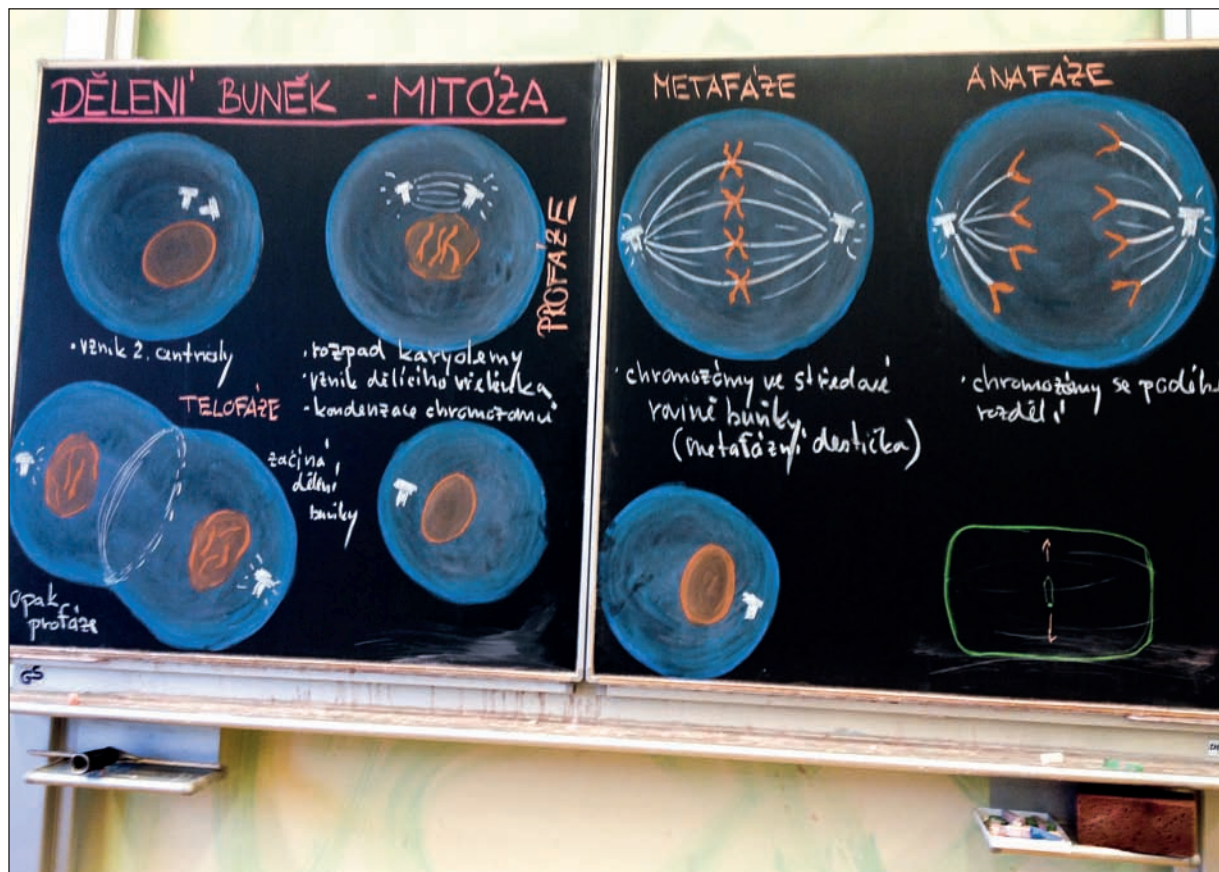 DĚLENÍ BUNĚK - MITÓZA
• vznik 2. centrioly
PROFÁZE
• rozpad karyolemy
• vznik dělícího vřeténka
• kondenzace chromozomů
TELOFÁZE
začíná
dělení
buňky
opak
profáze
METAFÁZE
• chromozómy ve středové
rovině buňky
(metafázní destička)
ANAFÁZE
• chromozómy se podél
rozdělí
GS